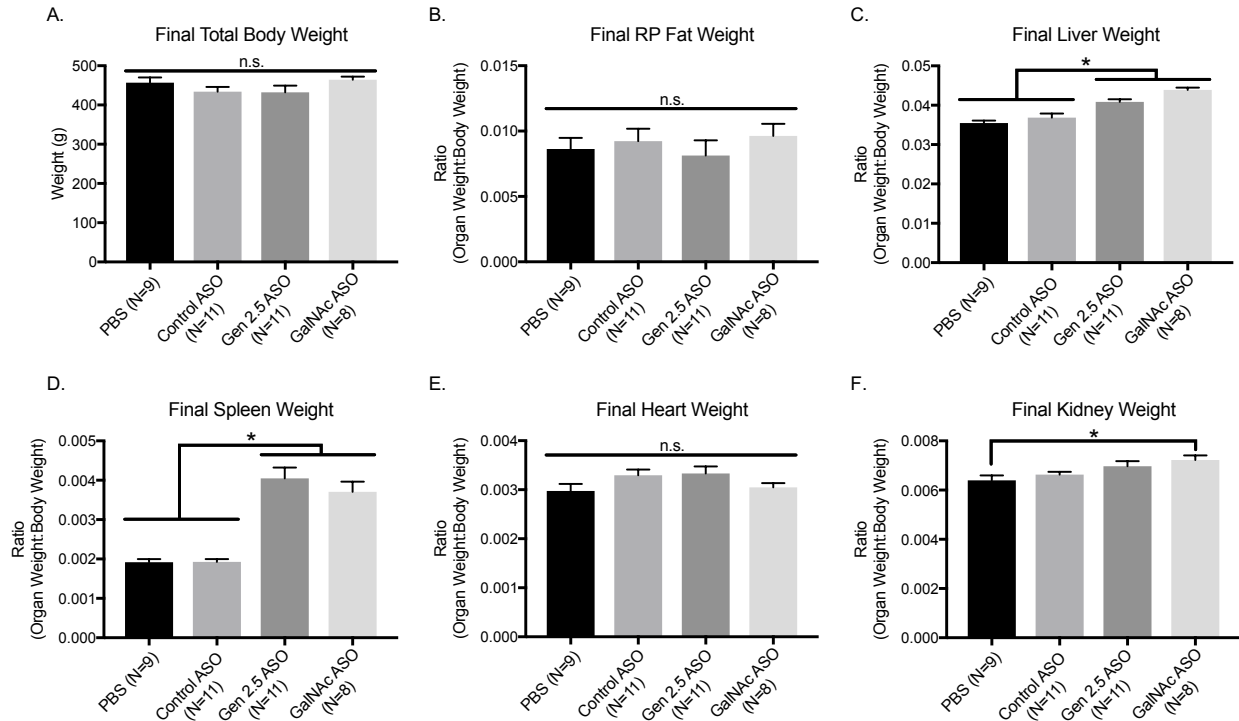 A.
Final Total Body Weight
n.s.
Weight (g)
500
400
300
200
100
0
PBS (N=9)
Control ASO
(N=11)
Gen 2.5 ASO
(N=11)
GalNAc ASO
(N=8)
B.
Final RP Fat Weight
n.s.
Ratio
(Organ Weight:Body Weight)
0.015
0.010
0.005
0.000
PBS (N=9)
Control ASO
(N=11)
Gen 2.5 ASO
(N=11)
GalNAc ASO
(N=8)
C.
Final Liver Weight
*
Ratio
(Organ Weight:Body Weight)
0.05
0.04
0.03
0.02
0.01
0.00
PBS (N=9)
Control ASO
(N=11)
Gen 2.5 ASO
(N=11)
GalNAc ASO
(N=8)
D.
Final Spleen Weight
*
Ratio
(Organ Weight:Body Weight)
0.005
0.004
0.003
0.002
0.001
0.000
PBS (N=9)
Control ASO
(N=11)
Gen 2.5 ASO
(N=11)
GalNAc ASO
(N=8)
E.
Final Heart Weight
n.s.
Ratio
(Organ Weight:Body Weight)
0.004
0.003
0.002
0.001
0.000
PBS (N=9)
Control ASO
(N=11)
Gen 2.5 ASO
(N=11)
GalNAc ASO
(N=8)
F.
Final Kidney Weight
*
Ratio
(Organ Weight:Body Weight)
0.008
0.006
0.004
0.002
0.000
PBS (N=9)
Control ASO
(N=11)
Gen 2.5 ASO
(N=11)
GalNAc ASO
(N=8)